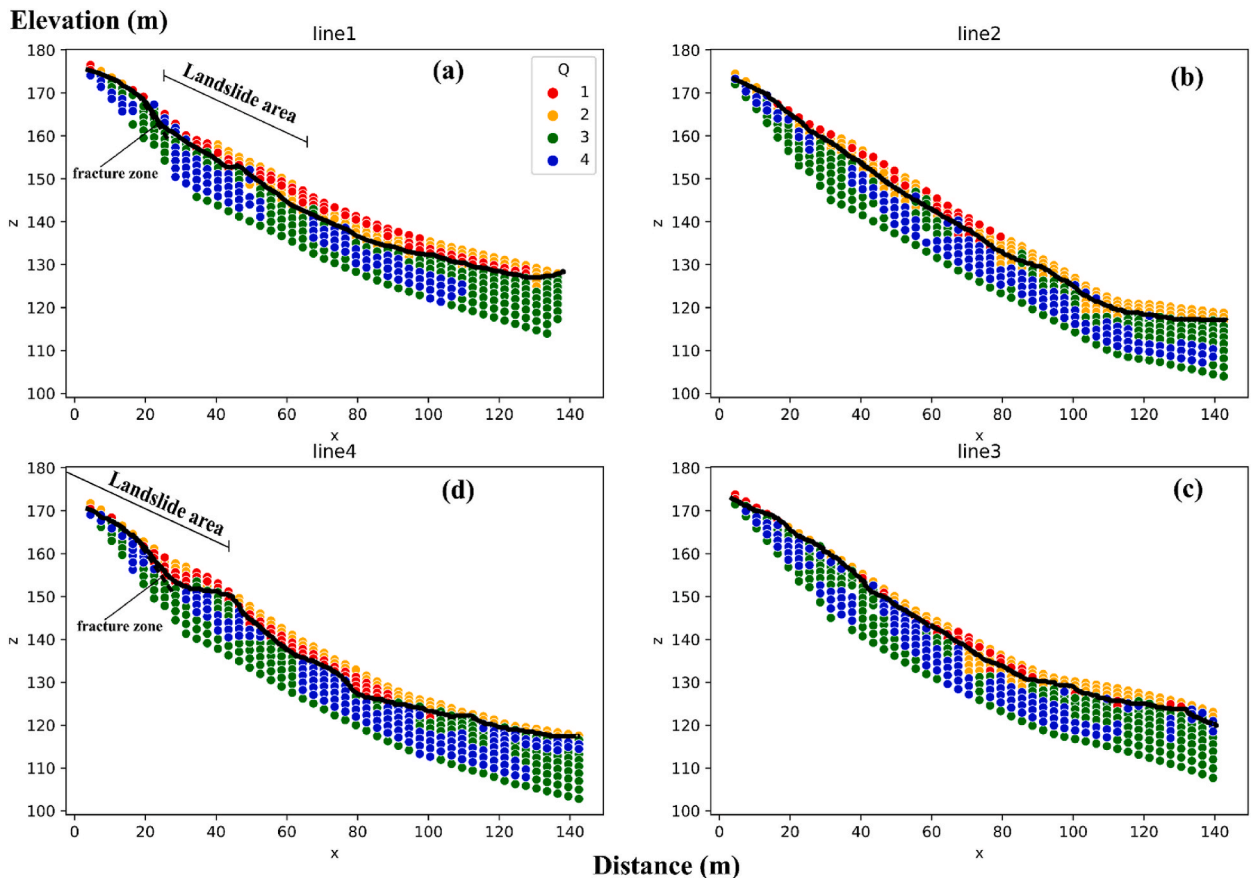 Elevation (m)
line1
(a)
Landslide area
fracture zone
Q
1
2
3
4
180
170
160
150
140
130
120
110
100
z
0 20 40 60 80 100 120 140
x
line2
(b)
180
170
160
150
140
130
120
110
100
z
0 20 40 60 80 100 120 140
x
line4
(d)
Landslide area
fracture zone
180
170
160
150
140
130
120
110
100
z
0 20 40 60 80 100 120 140
x
line3
(c)
180
170
160
150
140
130
120
110
100
z
0 20 40 60 80 100 120 140
x
Distance (m)